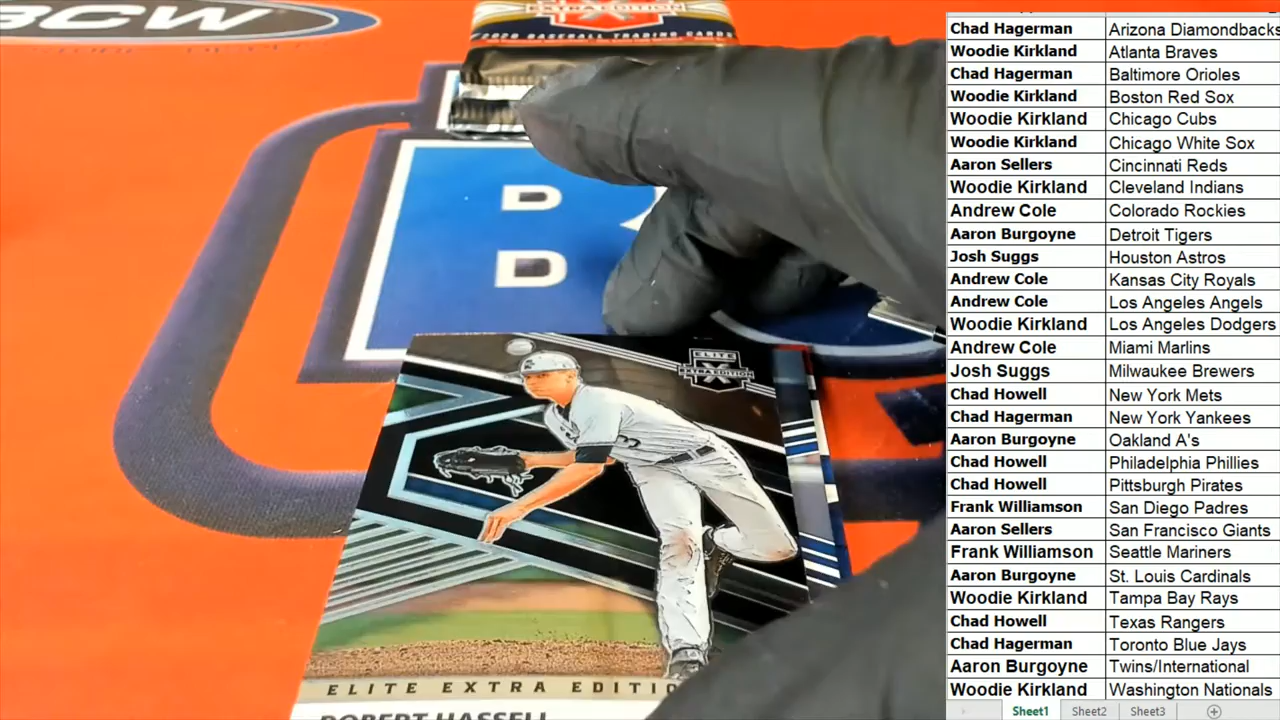 BCW
EXTRA EDITION
2020 BASEBALL TRADING CARDS
ELITE
EXTRA EDITION
ROBERT HASSELL
Chad Hagerman Arizona Diamondbacks
Woodie Kirkland Atlanta Braves
Chad Hagerman Baltimore Orioles
Woodie Kirkland Boston Red Sox
Woodie Kirkland Chicago Cubs
Woodie Kirkland Chicago White Sox
Aaron Sellers Cincinnati Reds
Woodie Kirkland Cleveland Indians
Andrew Cole Colorado Rockies
Aaron Burgoyne Detroit Tigers
Josh Suggs Houston Astros
Andrew Cole Kansas City Royals
Andrew Cole Los Angeles Angels
Woodie Kirkland Los Angeles Dodgers
Andrew Cole Miami Marlins
Josh Suggs Milwaukee Brewers
Chad Howell New York Mets
Chad Hagerman New York Yankees
Aaron Burgoyne Oakland A's
Chad Howell Philadelphia Phillies
Chad Howell Pittsburgh Pirates
Frank Williamson San Diego Padres
Aaron Sellers San Francisco Giants
Frank Williamson Seattle Mariners
Aaron Burgoyne St. Louis Cardinals
Woodie Kirkland Tampa Bay Rays
Chad Howell Texas Rangers
Chad Hagerman Toronto Blue Jays
Aaron Burgoyne Twins/International
Woodie Kirkland Washington Nationals
Sheet1 Sheet2 Sheet3